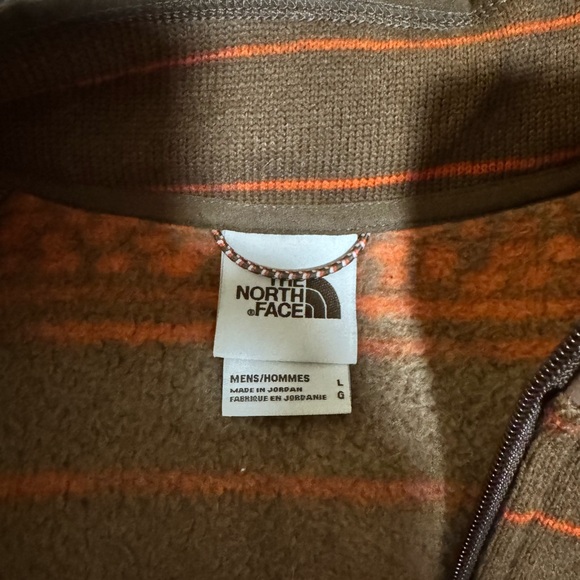 THE
NORTH
®FACE
MENS/HOMMES L
MADE IN JORDAN
FABRIQUE EN JORDANIE G